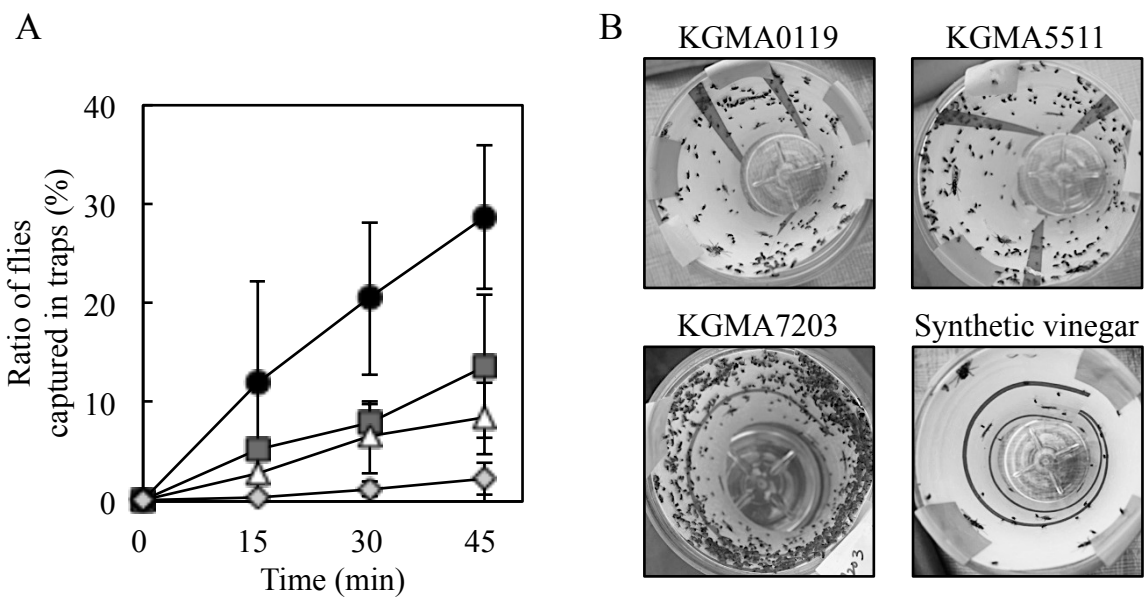 A
40
30
20
10
0
Ratio of flies
captured in traps (%)
0 15 30 45
Time (min)
B
KGMA0119 KGMA5511
KGMA7203 Synthetic vinegar